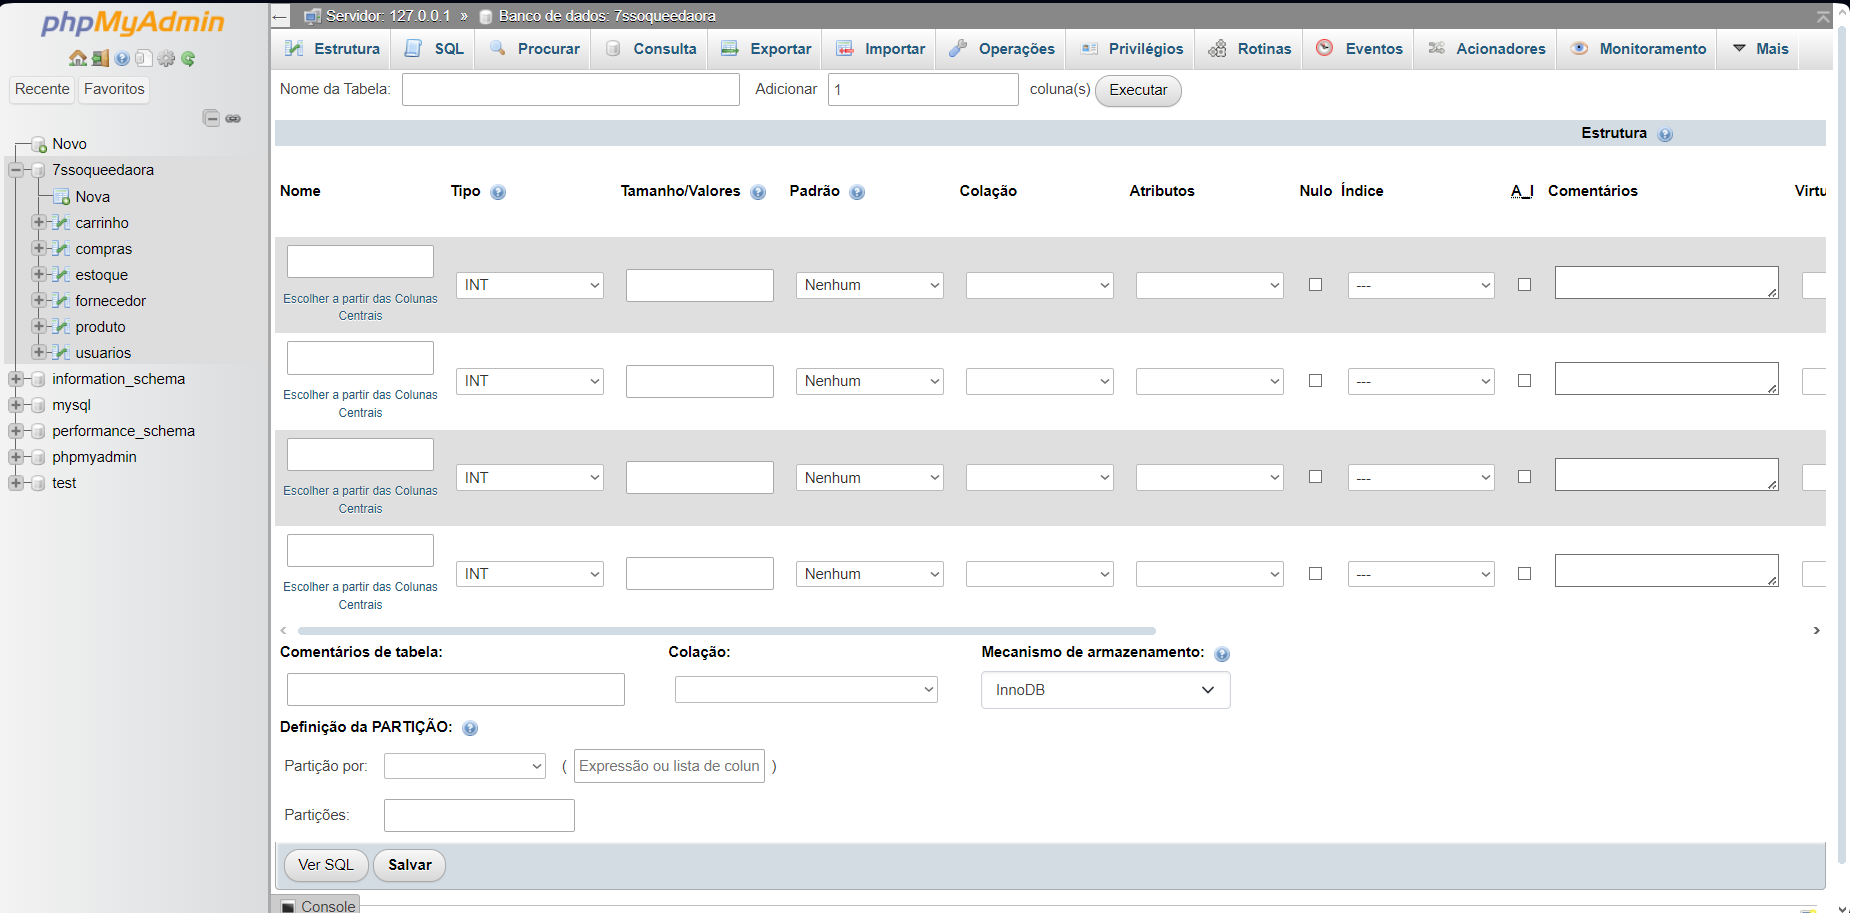 phpMyAdmin
Recente Favoritos
Novo
7ssoqueedaora
Nova
carrinho
compras
estoque
fornecedor
produto
usuarios
information_schema
mysql
performance_schema
phpmyadmin
test
Servidor: 127.0.0.1 » Banco de dados: 7ssoqueedaora
Estrutura SQL Procurar Consulta Exportar Importar Operações Privilégios Rotinas Eventos Acionadores Monitoramento Mais
Nome da Tabela: Adicionar 1 coluna(s) Executar
Estrutura
Nome Tipo Tamanho/Valores Padrão Colação Atributos Nulo Índice A_I Comentários Virtu
INT Nenhum ---
Escolher a partir das Colunas
Centrais
INT Nenhum ---
Escolher a partir das Colunas
Centrais
INT Nenhum ---
Escolher a partir das Colunas
Centrais
INT Nenhum ---
Escolher a partir das Colunas
Centrais
Comentários de tabela: Colação: Mecanismo de armazenamento:
InnoDB
Definição da PARTIÇÃO:
Partição por: ( Expressão ou lista de colun )
Partições:
Ver SQL Salvar
Console